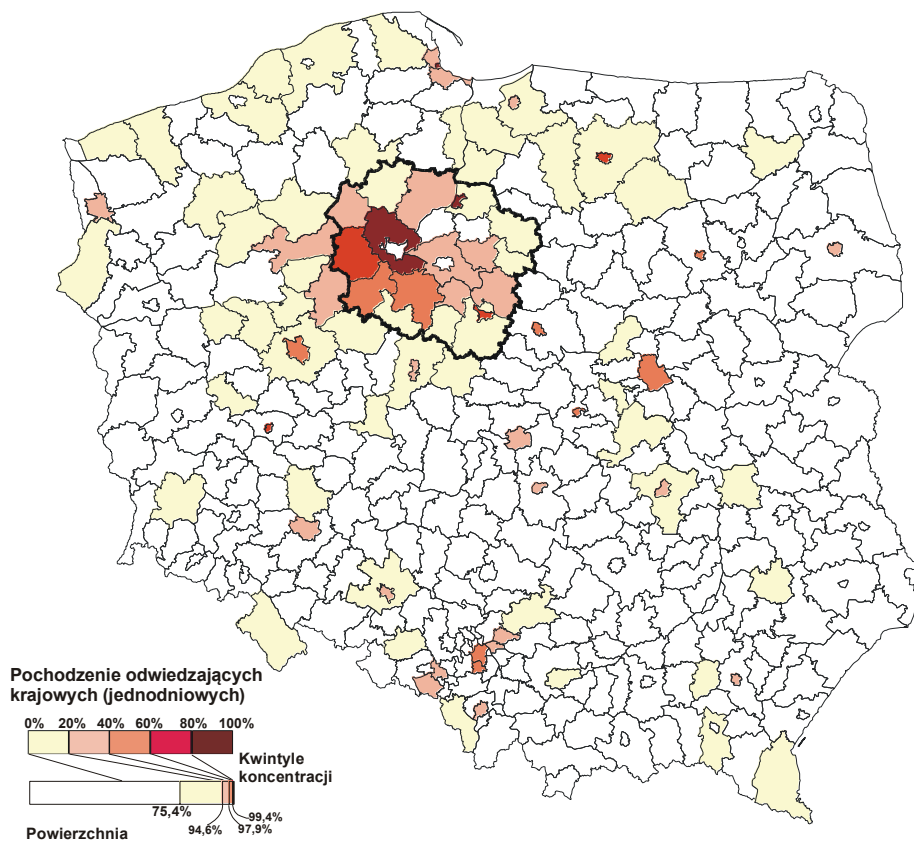 Pochodzenie odwiedzających
krajowych (jednodniowych)
0% 20% 40% 60% 80% 100%
Kwintyle
koncentracji
75,4%
99,4%
94,6% 97,9%
Powierzchnia